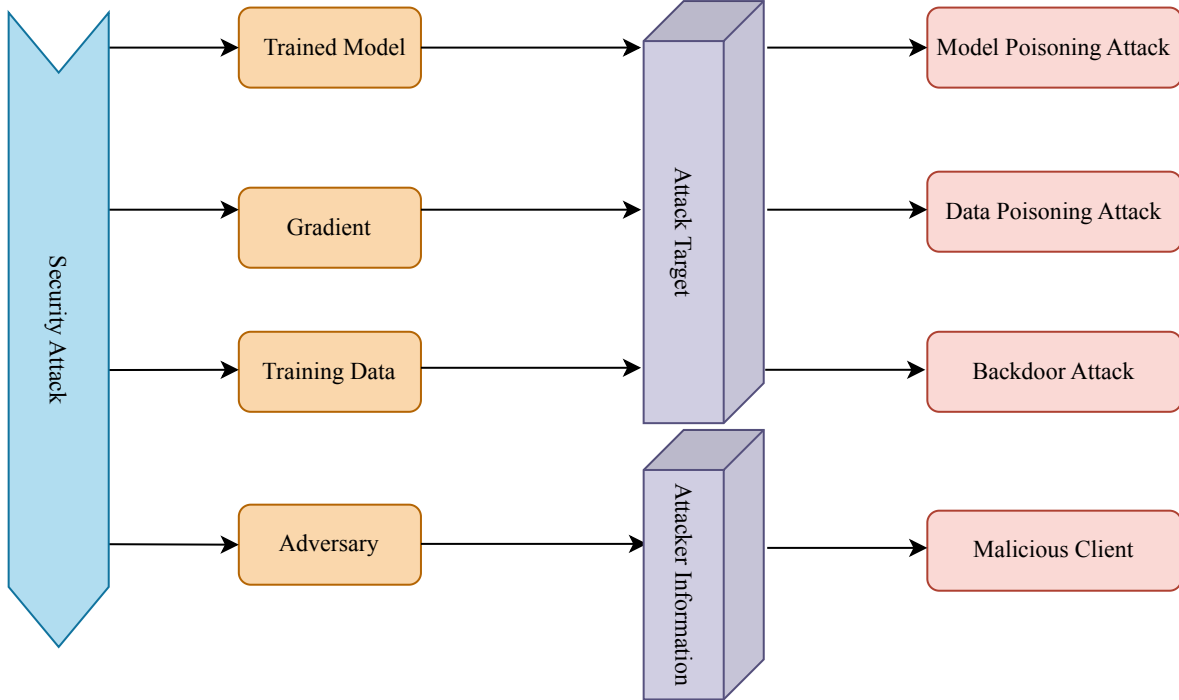 Security Attack
Trained Model
Gradient
Training Data
Adversary
Attack Target
Attacker Information
Model Poisoning Attack
Data Poisoning Attack
Backdoor Attack
Malicious Client